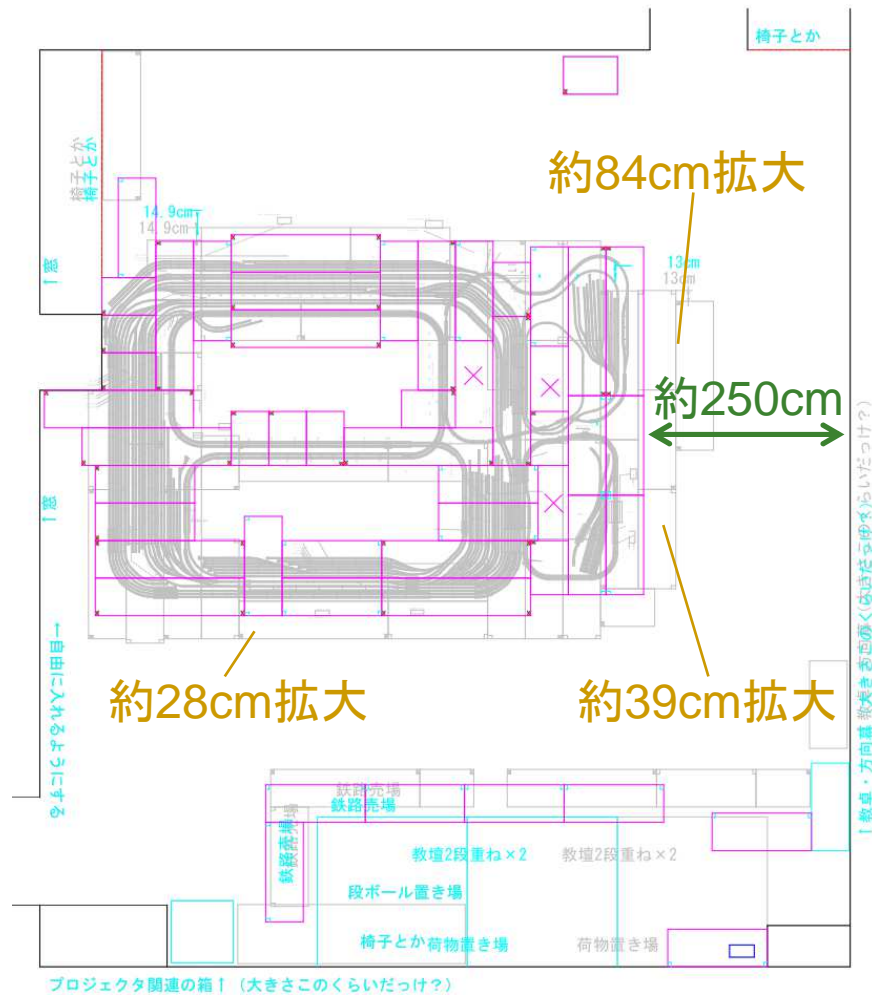 椅子とか
約84cm拡大
椅子とか
椅子とか
14.9cm
14.9cm
↑窓
13cm
13cm
約250cm
↑窓
←自由に入れるようにする
約28cm拡大
約39cm拡大
鉄路売場
鉄路売場
鉄路売場
鉄路売場
教壇2段重ね×2
教壇2段重ね×2
段ボール置き場
椅子とか
荷物置き場
荷物置き場
プロジェクタ関連の箱↑(大きさこのくらいだっけ?)